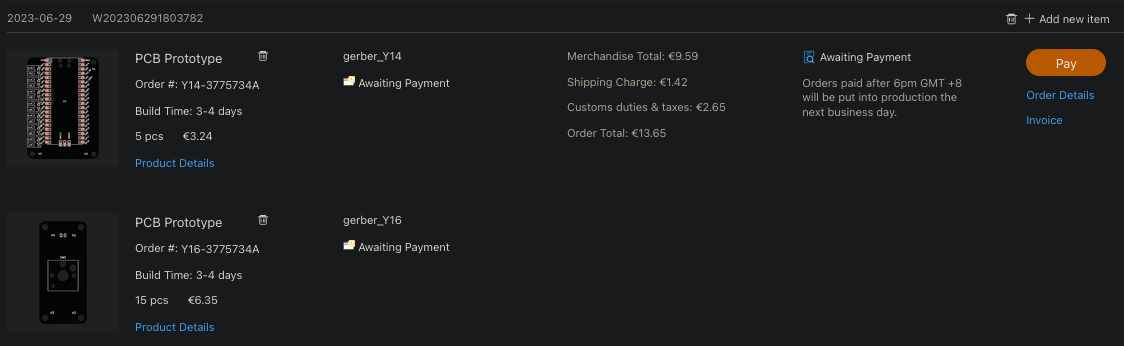 2023-06-29 W202306291803782
Add new item
PCB Prototype
Order #: Y14-3775734A
Build Time: 3-4 days
5 pcs €3.24
Product Details
gerber_Y14
Awaiting Payment
Merchandise Total: €9.59
Shipping Charge: €1.42
Customs duties & taxes: €2.65
Order Total: €13.65
Awaiting Payment
Orders paid after 6pm GMT +8
will be put into production the
next business day.
Pay
Order Details
Invoice
PCB Prototype
Order #: Y16-3775734A
Build Time: 3-4 days
15 pcs €6.35
Product Details
gerber_Y16
Awaiting Payment